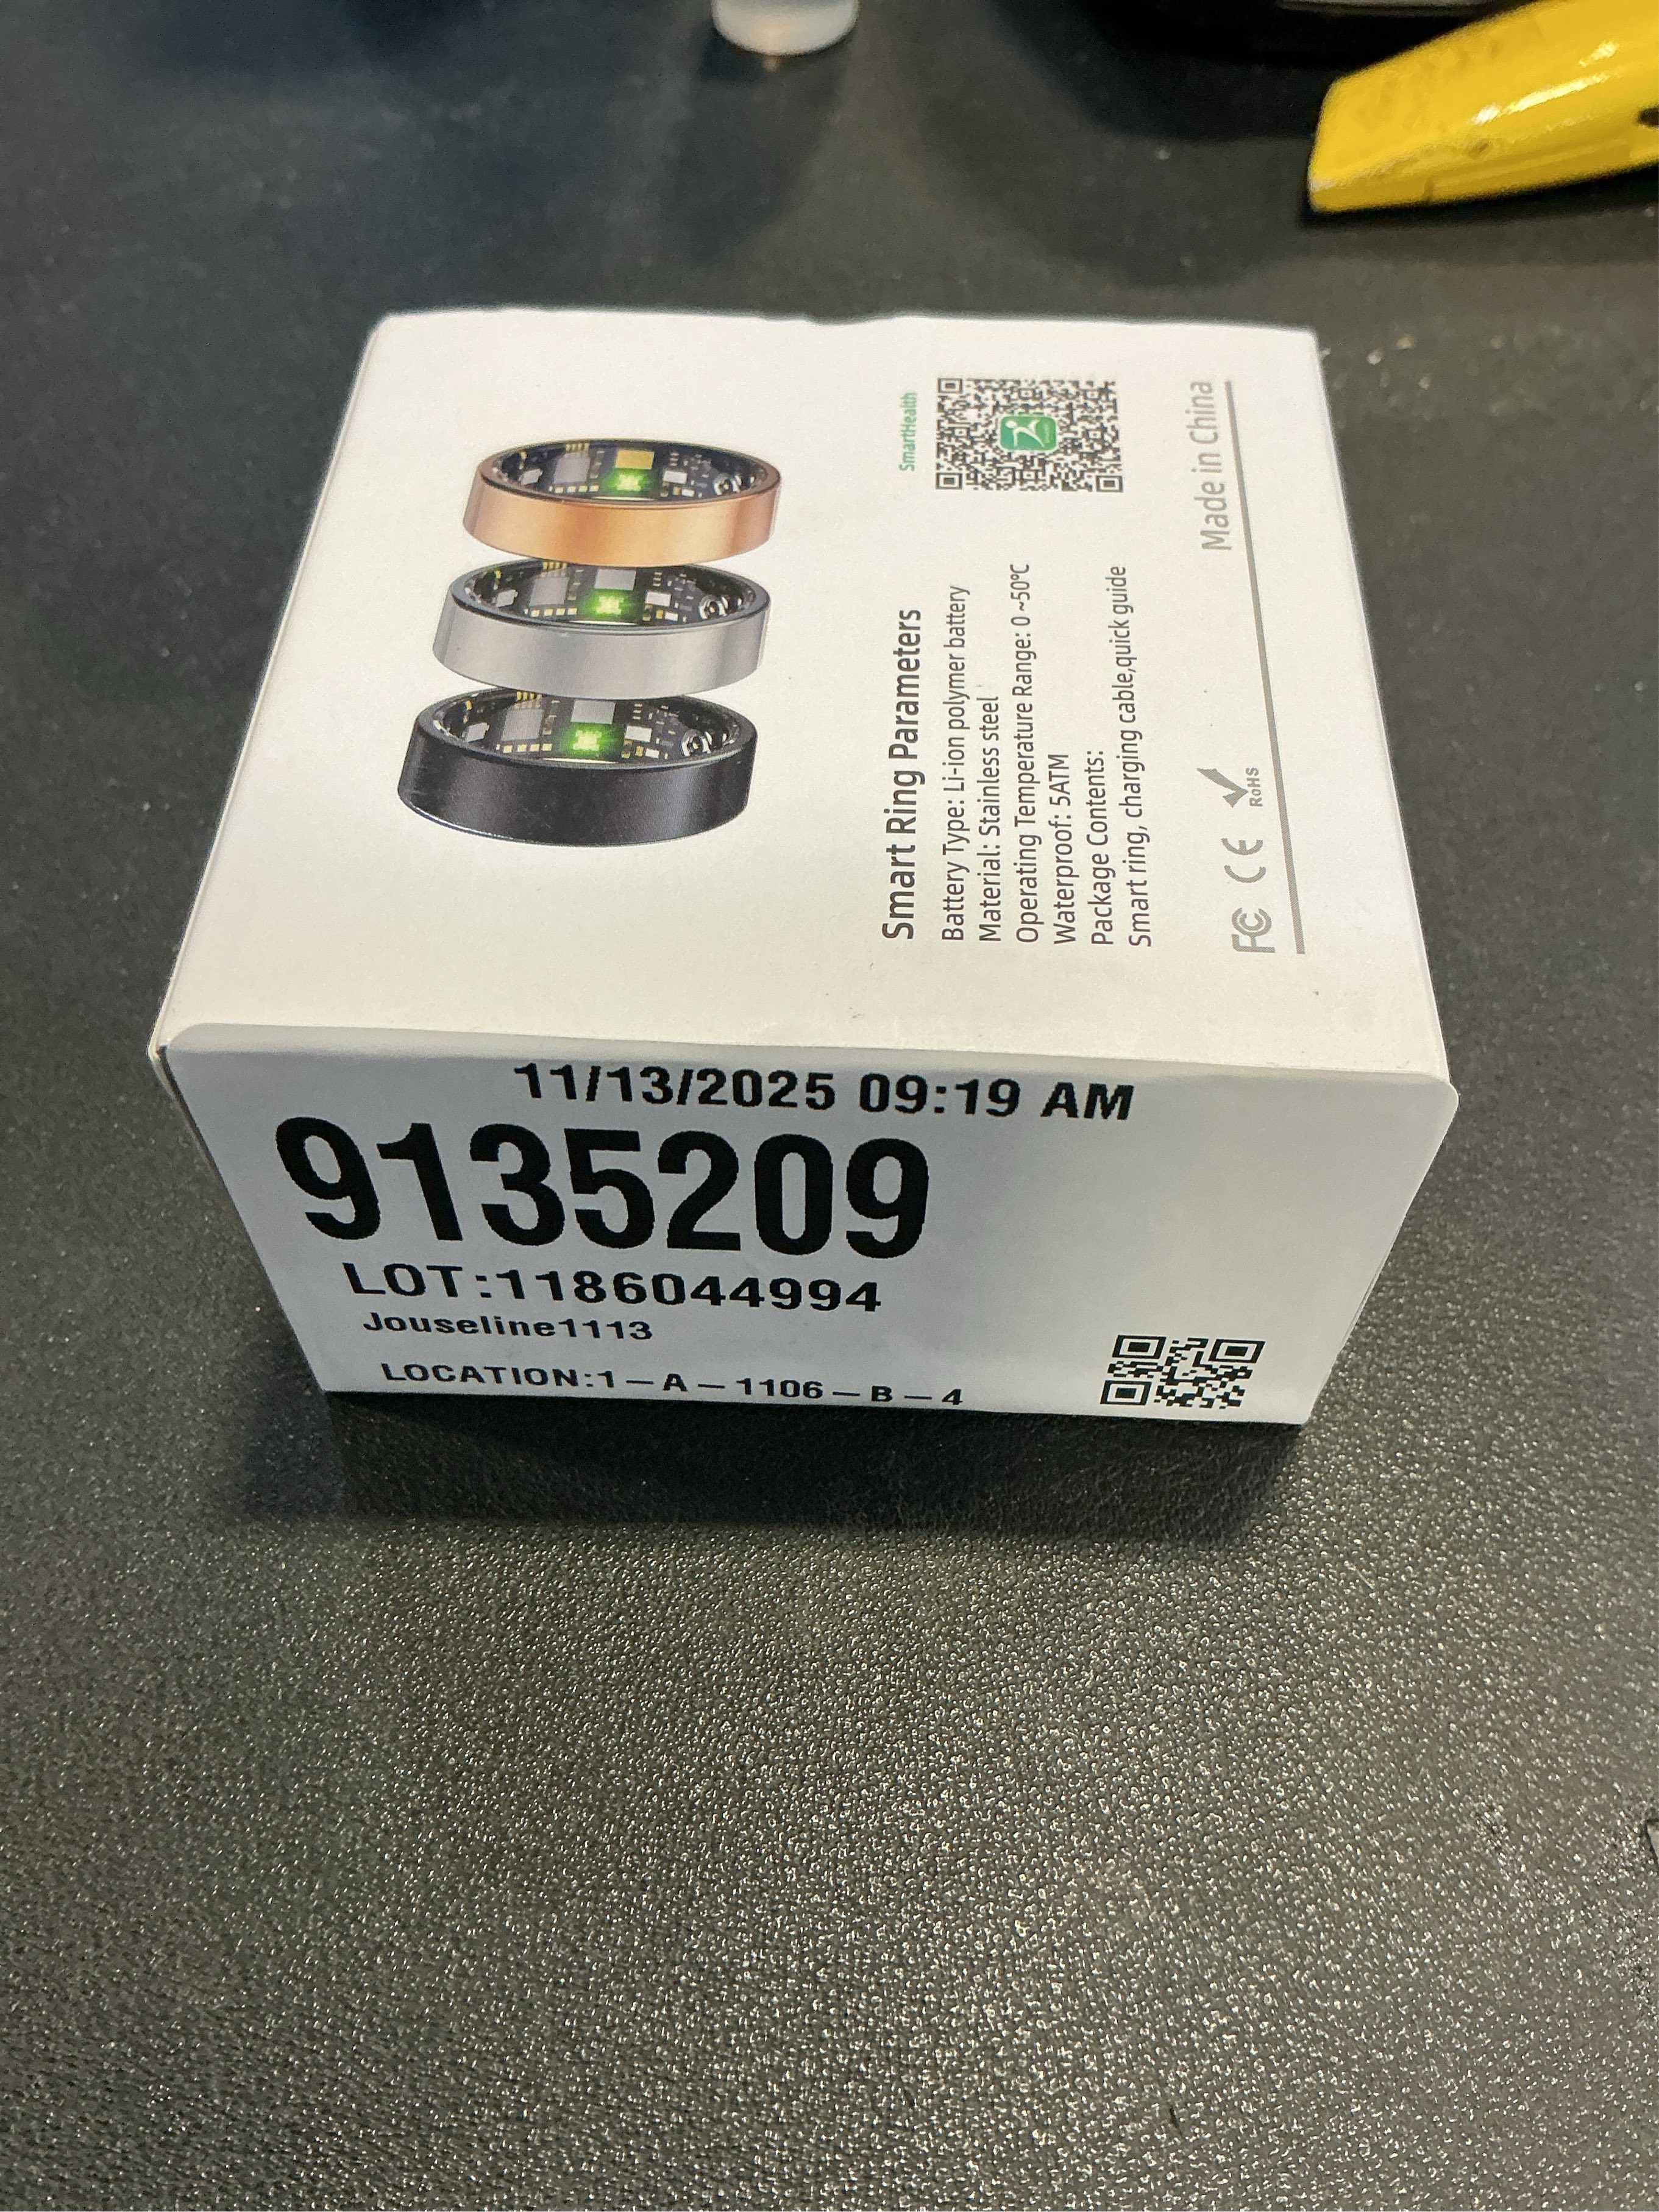 SmartHealth
Smart Ring Parameters
Battery Type: Li-ion polymer battery
Material: Stainless steel
Operating Temperature Range: 0 ~50℃
Waterproof: 5ATM
Package Contents:
Smart ring, charging cable,quick guide
FC CE RoHS
Made in China
11/13/2025 09:19 AM
9135209
LOT:1186044994
Jouseline1113
LOCATION:1 – A – 1106 – B – 4